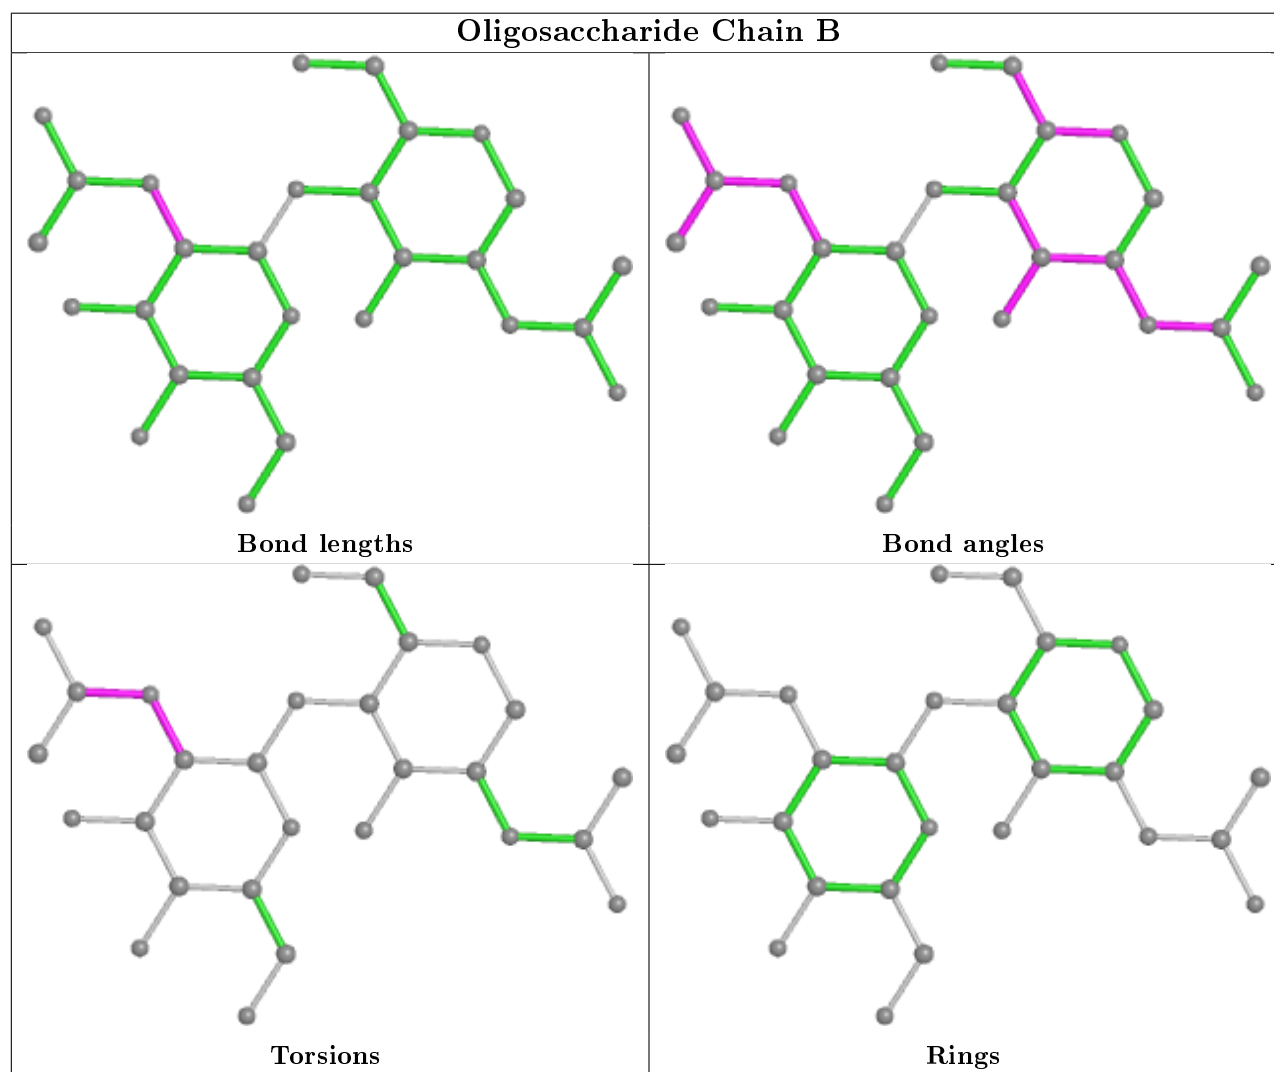 Oligosaccharide Chain B
Bond lengths
Bond angles
Torsions
Rings